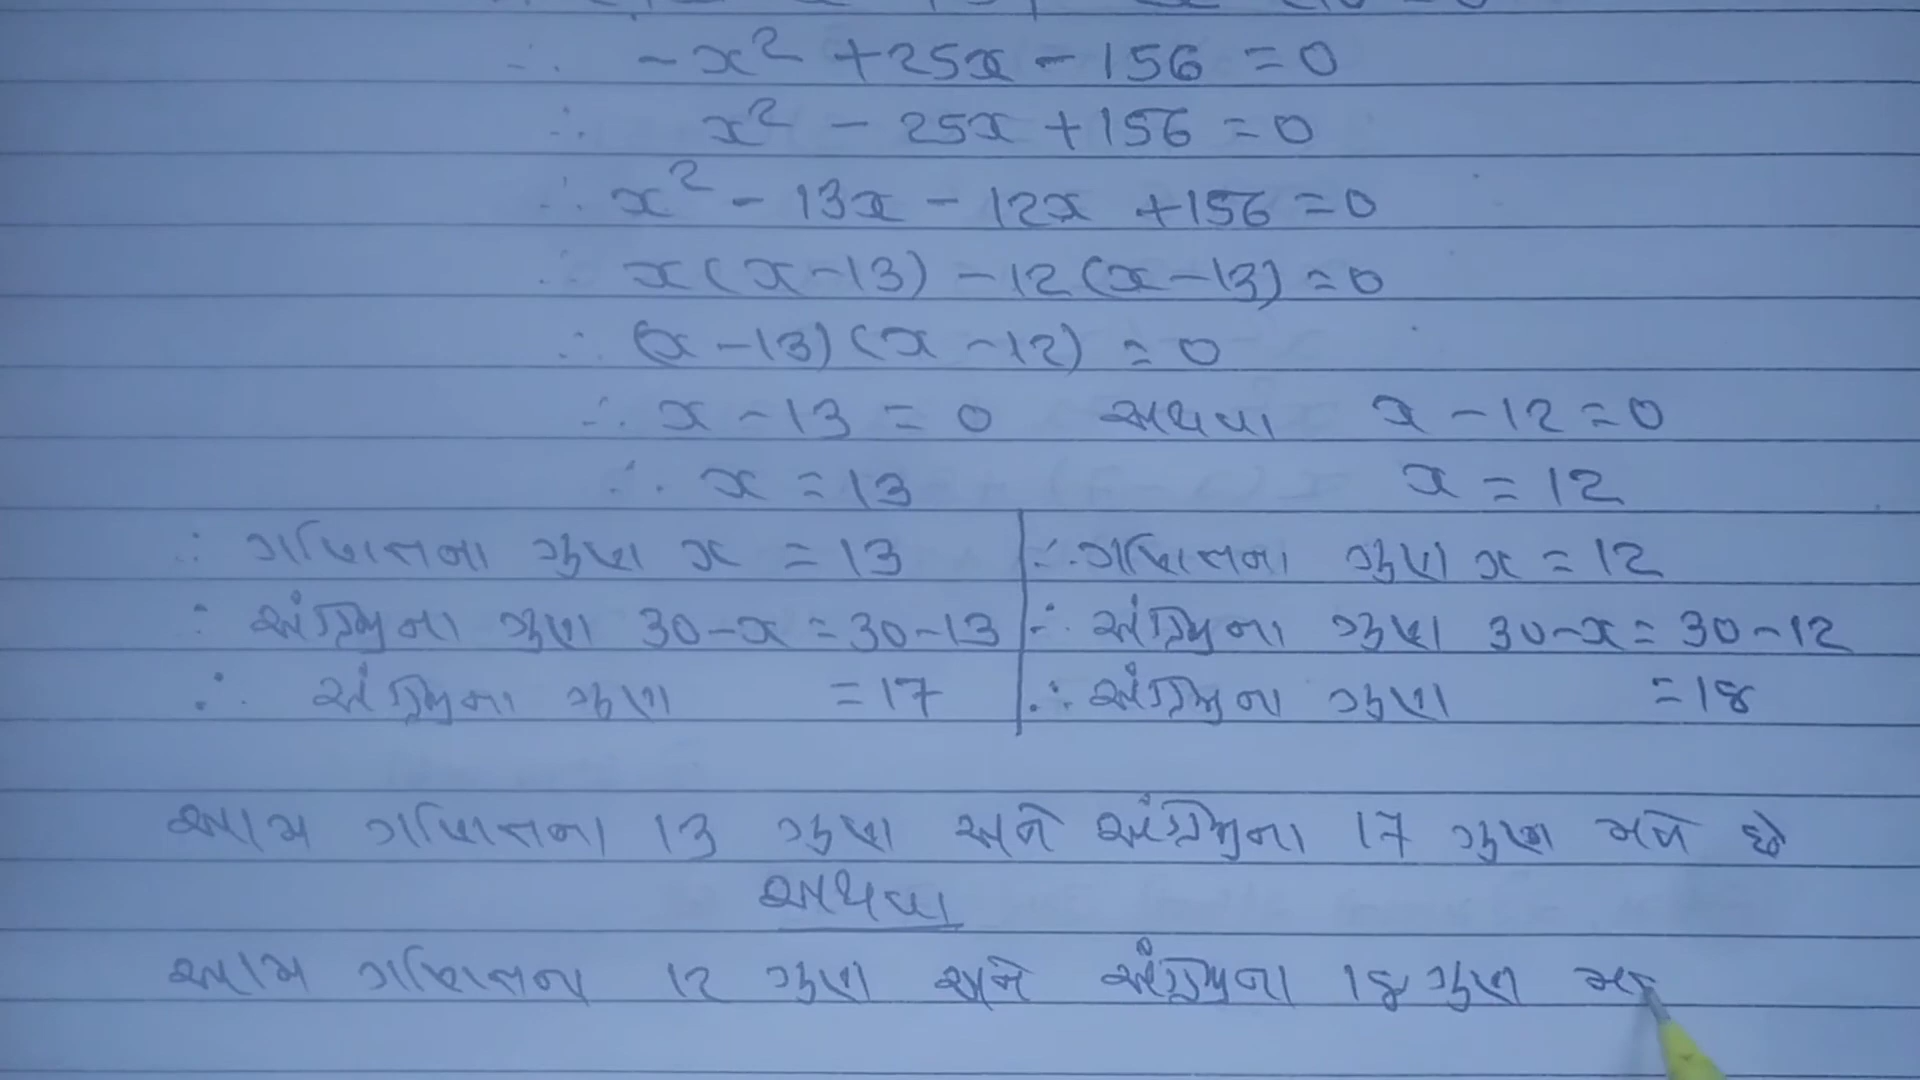 ∴ -x² + 25x - 156 = 0
∴ x² - 25x + 156 = 0
∴ x² - 13x - 12x + 156 = 0
∴ x(x-13) - 12(x-13) = 0
∴ (x-13)(x-12) = 0
∴ x - 13 = 0 અથવા x - 12 = 0
∴ x = 13 x = 12
∴ ગણિતના ગુણ x = 13 ∴ ગણિતના ગુણ x = 12
∴ અંગ્રેજીના ગુણ 30-x = 30-13 ∴ અંગ્રેજીના ગુણ 30-x = 30-12
∴ અંગ્રેજીના ગુણ = 17 ∴ અંગ્રેજીના ગુણ = 18
આમ ગણિતના 13 ગુણ અને અંગ્રેજીના 17 ગુણ મળે છે
અથવા
આમ ગણિતના 12 ગુણ અને અંગ્રેજીના 18 ગુણ